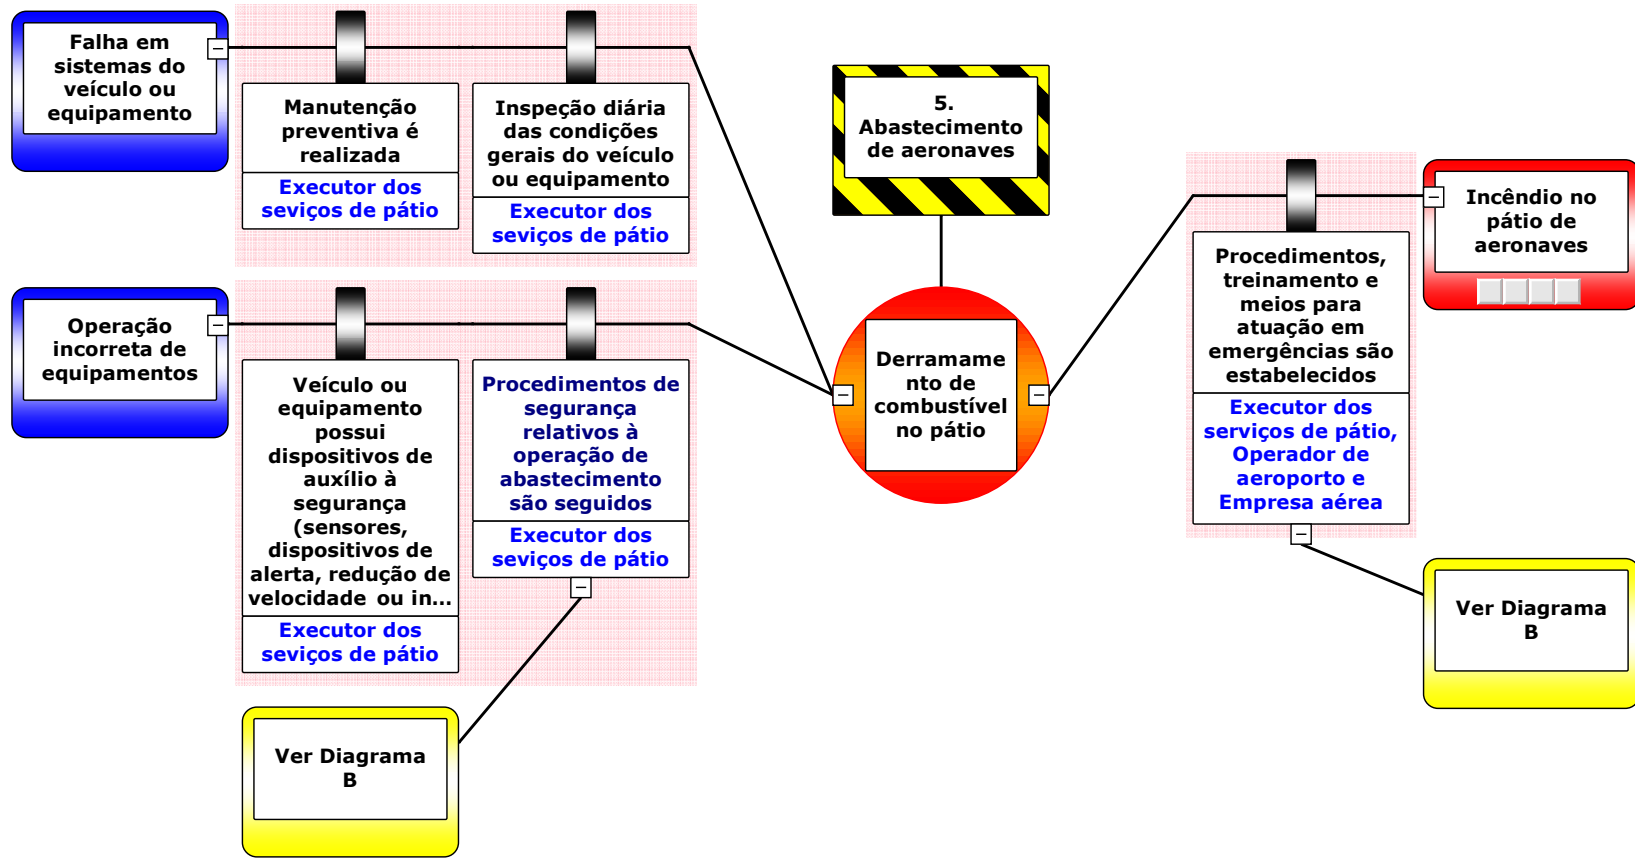 Falha em
sistemas do
veículo ou
equipamento
Manutenção
preventiva é
realizada
Executor dos
seviços de pátio
Inspeção diária
das condições
gerais do veículo
ou equipamento
Executor dos
seviços de pátio
5.
Abastecimento
de aeronaves
Incêndio no
pátio de
aeronaves
Procedimentos,
treinamento e
meios para
atuação em
emergências são
estabelecidos
Executor dos
serviços de pátio,
Operador de
aeroporto e
Empresa aérea
Operação
incorreta de
equipamentos
Veículo ou
equipamento
possui
dispositivos de
auxílio à
segurança
(sensores,
dispositivos de
alerta, redução de
velocidade ou in...
Executor dos
seviços de pátio
Procedimentos de
segurança
relativos à
operação de
abastecimento
são seguidos
Executor dos
seviços de pátio
Derramame
nto de
combustível
no pátio
Ver Diagrama
B
Ver Diagrama
B